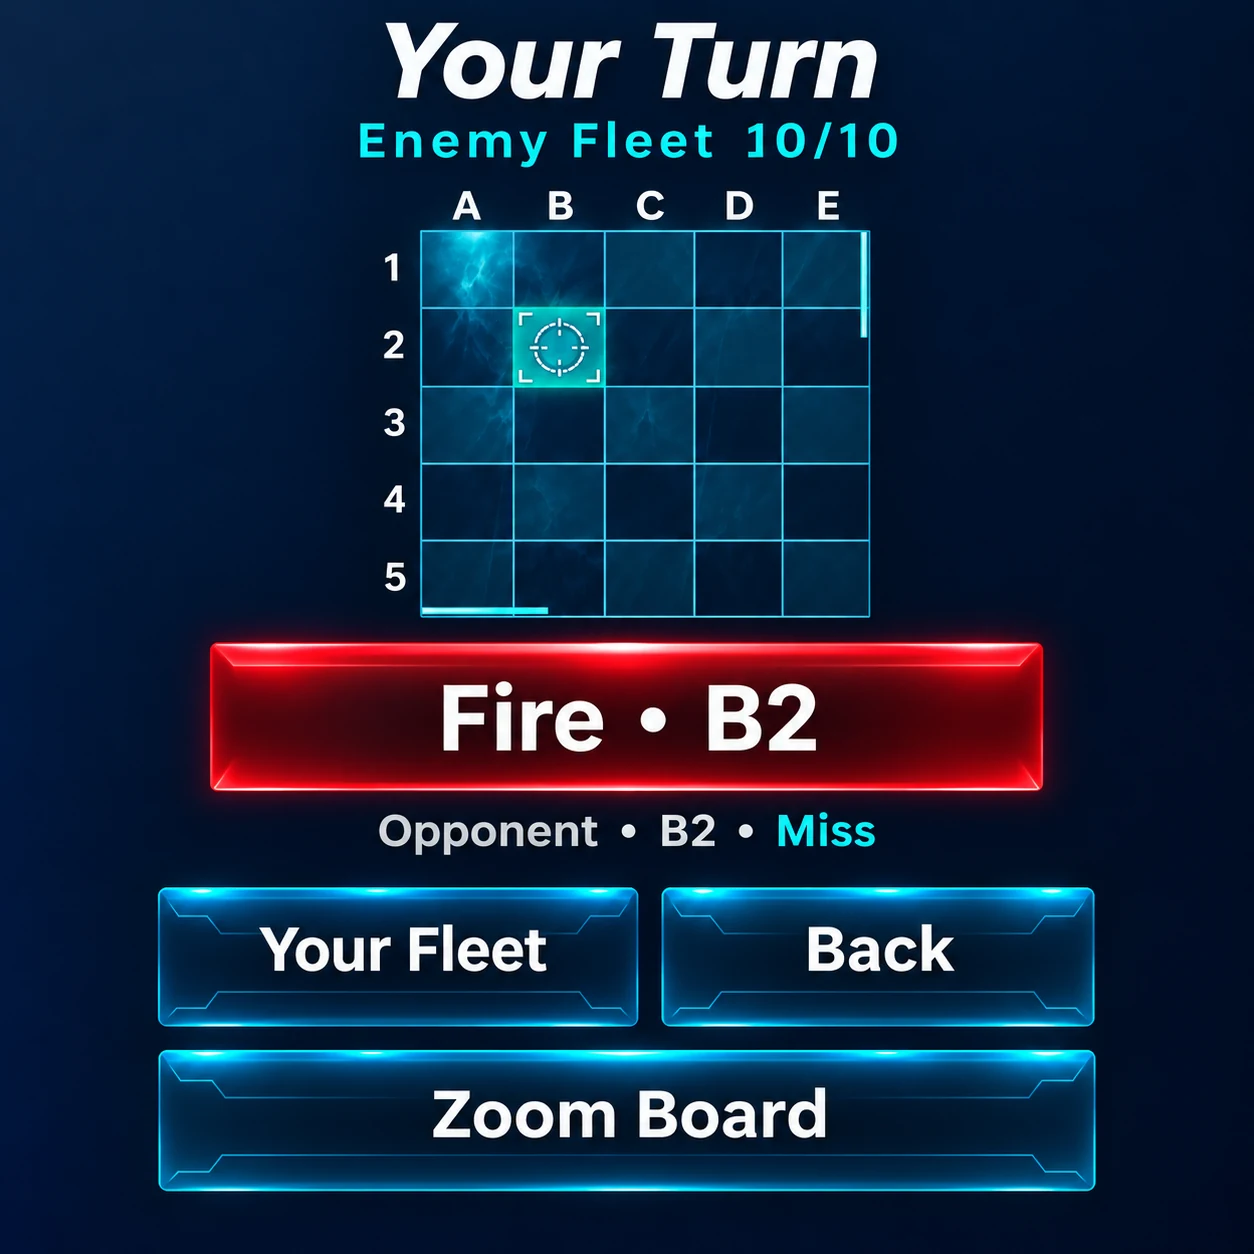 Your Turn
Enemy Fleet 10/10
A B C D E
1
2
3
4
5
Fire • B2
Opponent • B2 • Miss
Your Fleet
Back
Zoom Board